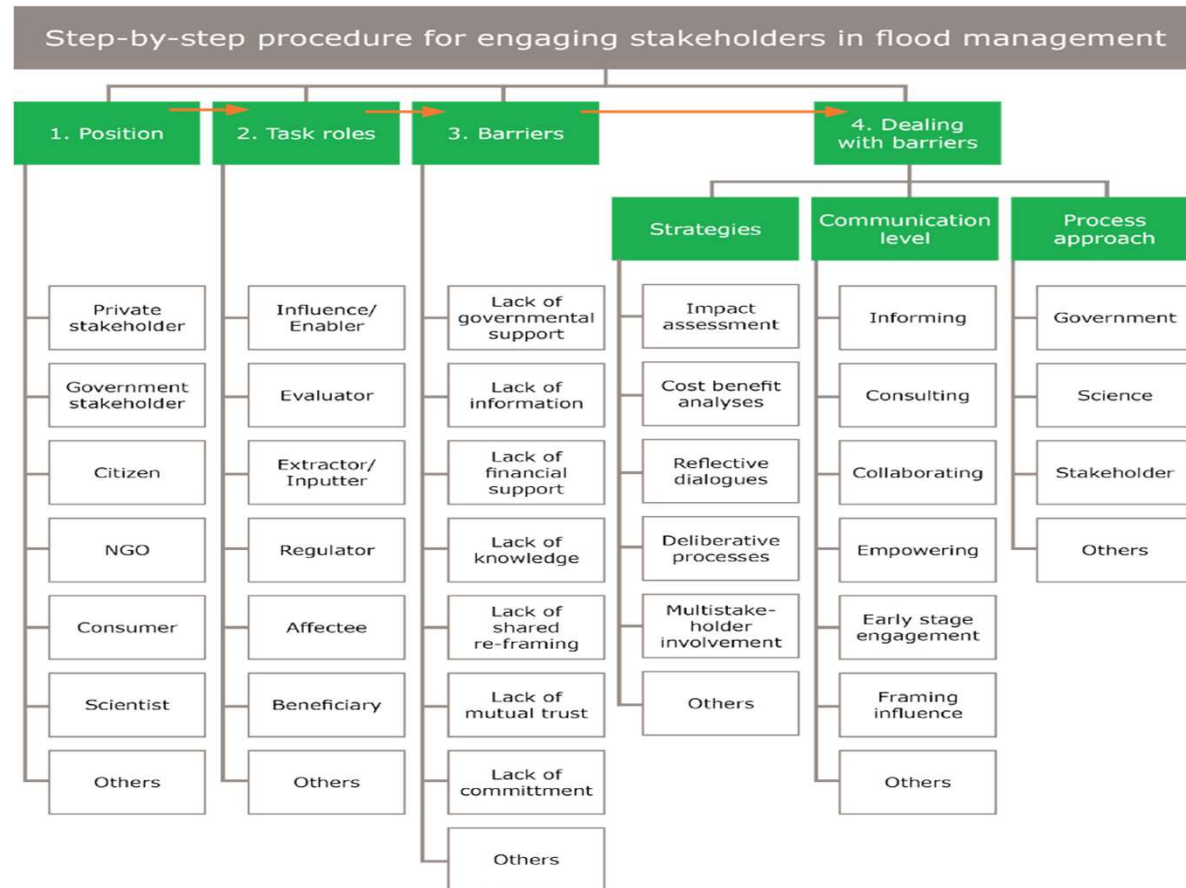 Step-by-step procedure for engaging stakeholders in flood management
1. Position
2. Task roles
3. Barriers
4. Dealing
with barriers
Strategies
Communication
level
Process
approach
Private
stakeholder
Government
stakeholder
Citizen
NGO
Consumer
Scientist
Others
Influence/
Enabler
Evaluator
Extractor/
Inputter
Regulator
Affectee
Beneficiary
Others
Lack of
governmental
support
Lack of
information
Lack of
financial
support
Lack of
knowledge
Lack of
shared
re-framing
Lack of
mutual trust
Lack of
committment
Others
Impact
assessment
Cost benefit
analyses
Reflective
dialogues
Deliberative
processes
Multistake-
holder
involvement
Others
Informing
Consulting
Collaborating
Empowering
Early stage
engagement
Framing
influence
Others
Government
Science
Stakeholder
Others